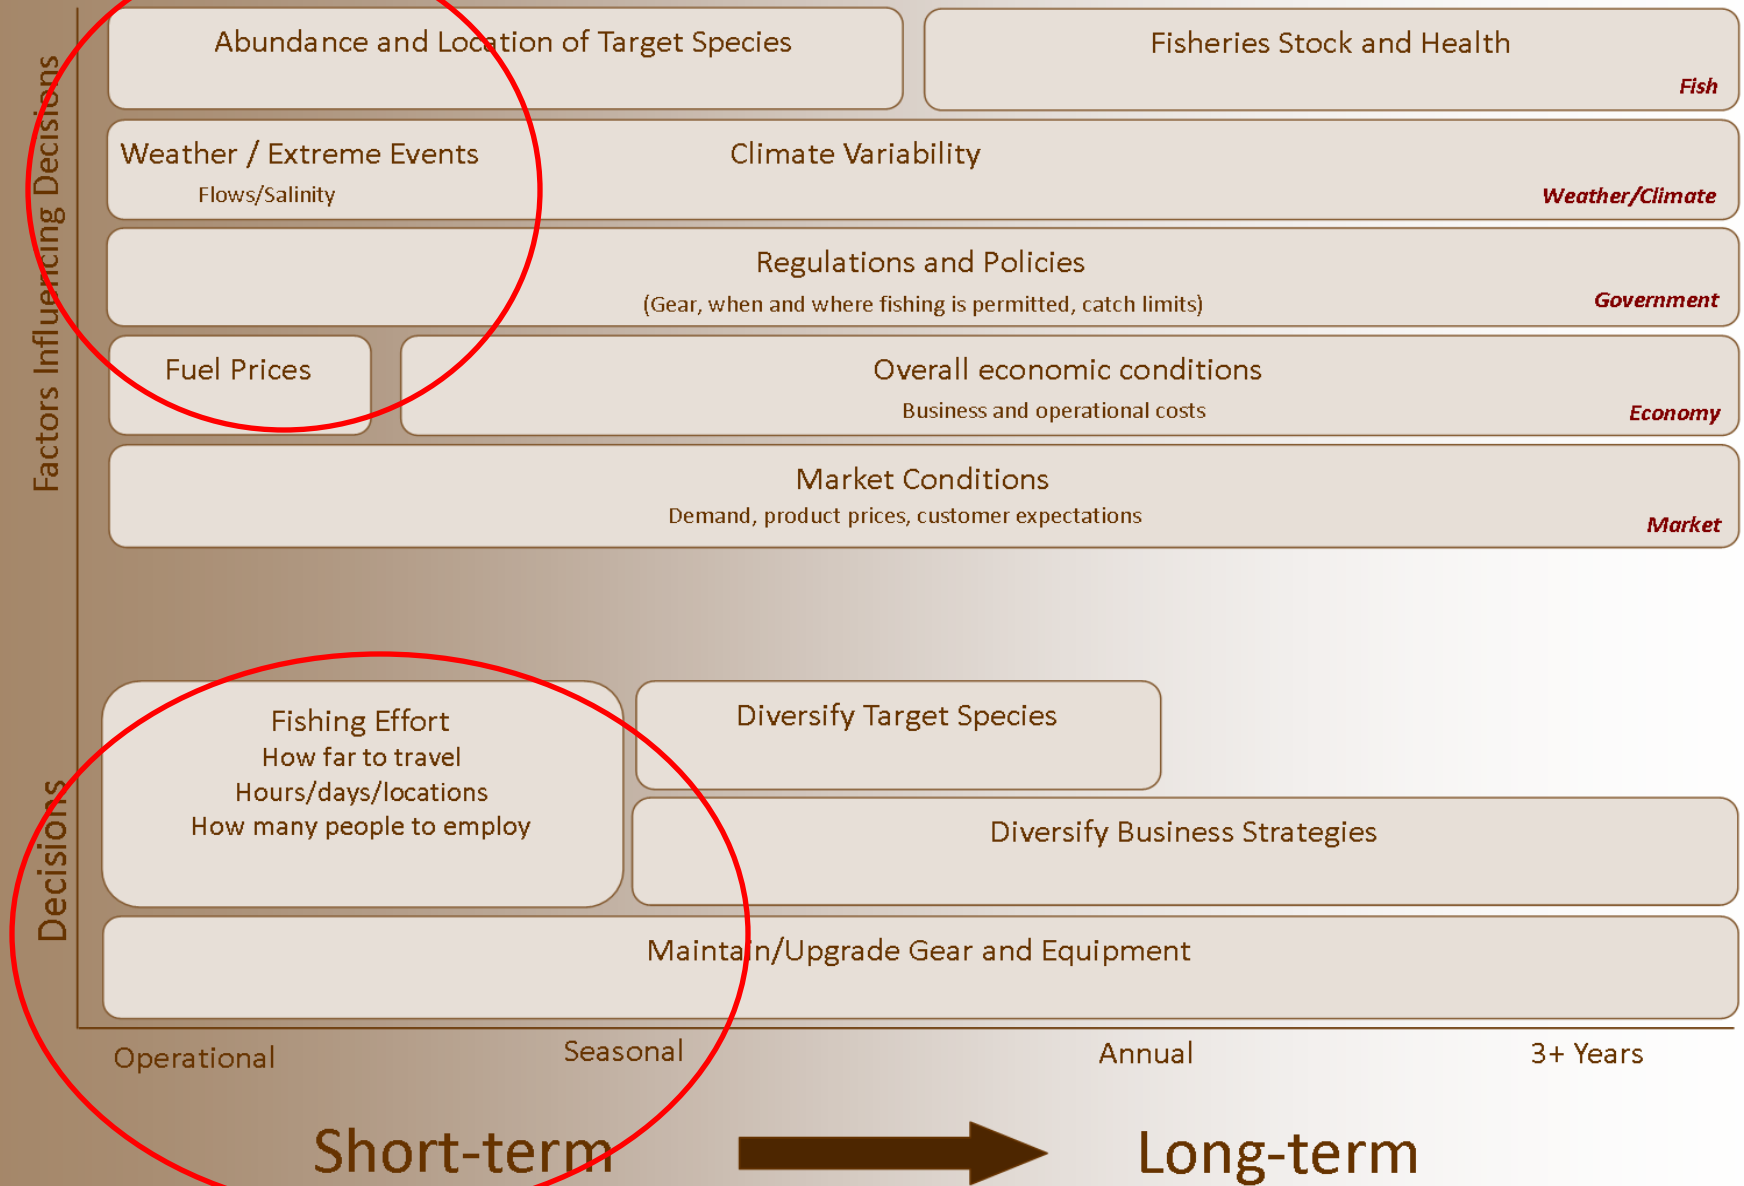 Factors Influencing Decisions
Abundance and Location of Target Species
Fisheries Stock and Health
Fish
Weather / Extreme Events
Flows/Salinity
Climate Variability
Weather/Climate
Regulations and Policies
(Gear, when and where fishing is permitted, catch limits)
Government
Fuel Prices
Overall economic conditions
Business and operational costs
Economy
Market Conditions
Demand, product prices, customer expectations
Market
Decisions
Fishing Effort
How far to travel
Hours/days/locations
How many people to employ
Diversify Target Species
Diversify Business Strategies
Maintain/Upgrade Gear and Equipment
Operational
Seasonal
Annual
3+ Years
Short-term
Long-term